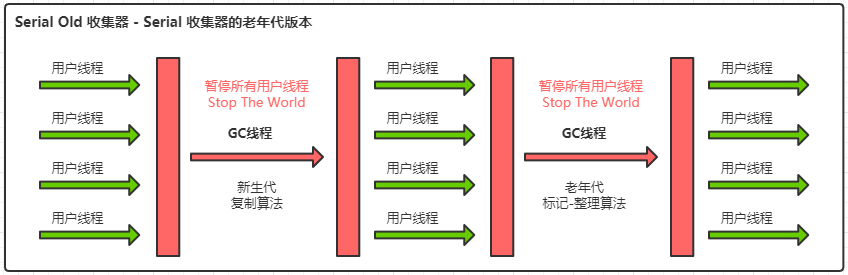 Serial Old 收集器 - Serial 收集器的老年代版本
用户线程
用户线程
用户线程
用户线程
暂停所有用户线程
Stop The World
GC线程
新生代
复制算法
用户线程
用户线程
用户线程
用户线程
暂停所有用户线程
Stop The World
GC线程
老年代
标记-整理算法
用户线程
用户线程
用户线程
用户线程